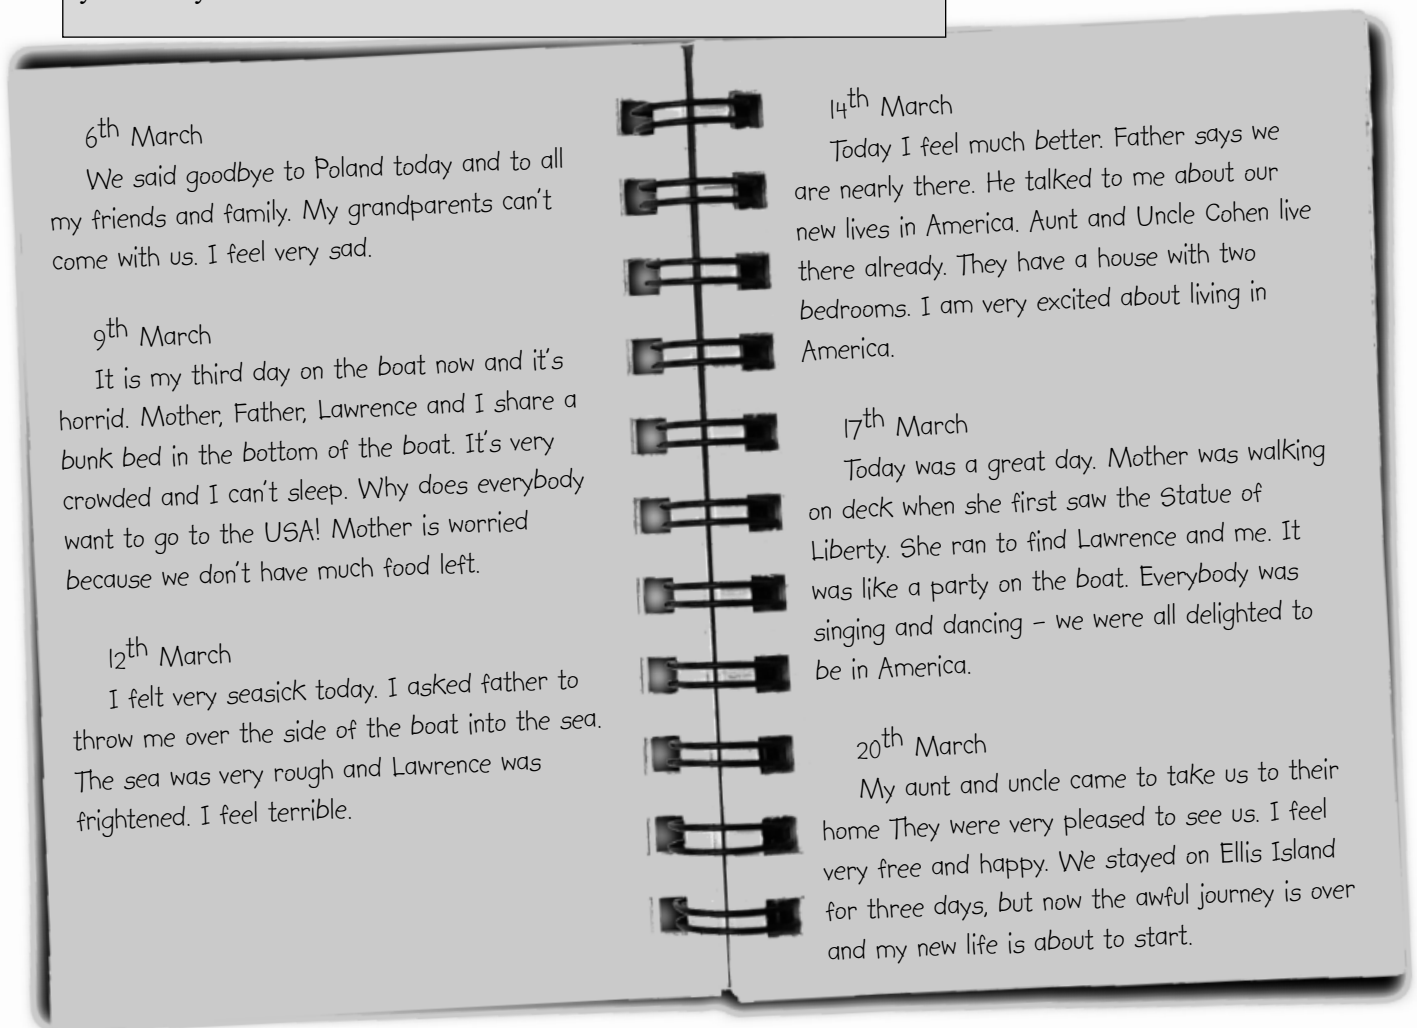 6th March
We said goodbye to Poland today and to all
my friends and family. My grandparents can't
come with us. I feel very sad.
9th March
It is my third day on the boat now and it's
horrid. Mother, Father, Lawrence and I share a
bunk bed in the bottom of the boat. It's very
crowded and I can't sleep. Why does everybody
want to go to the USA! Mother is worried
because we don't have much food left.
12th March
I felt very seasick today. I asked father to
throw me over the side of the boat into the sea.
The sea was very rough and Lawrence was
frightened. I feel terrible.
14th March
Today I feel much better. Father says we
are nearly there. He talked to me about our
new lives in America. Aunt and Uncle Cohen live
there already. They have a house with two
bedrooms. I am very excited about living in
America.
17th March
Today was a great day. Mother was walking
on deck when she first saw the Statue of
Liberty. She ran to find Lawrence and me. It
was like a party on the boat. Everybody was
singing and dancing – we were all delighted to
be in America.
20th March
My aunt and uncle came to take us to their
home They were very pleased to see us. I feel
very free and happy. We stayed on Ellis Island
for three days, but now the awful journey is over
and my new life is about to start.